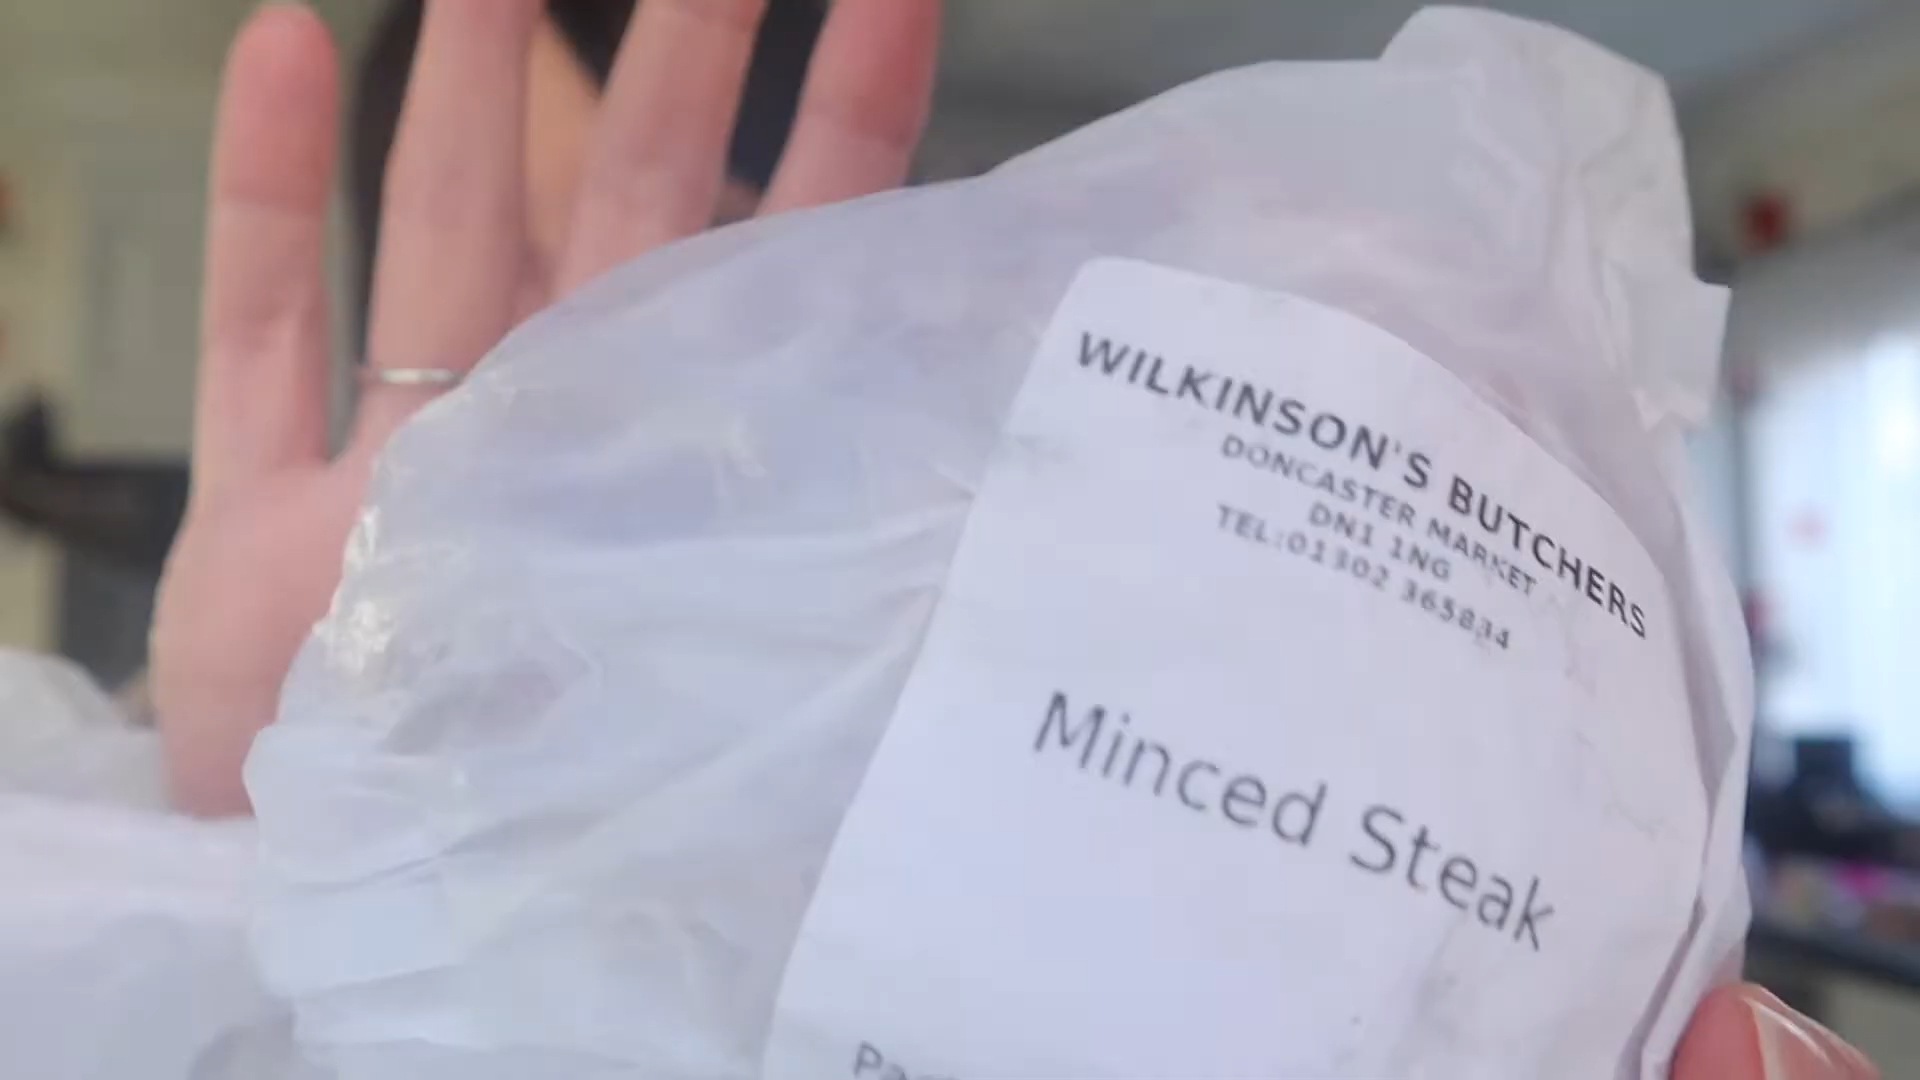 WILKINSON'S BUTCHERS
DONCASTER MARKET
DN1 1NG
TEL:01302 365834
Minced Steak